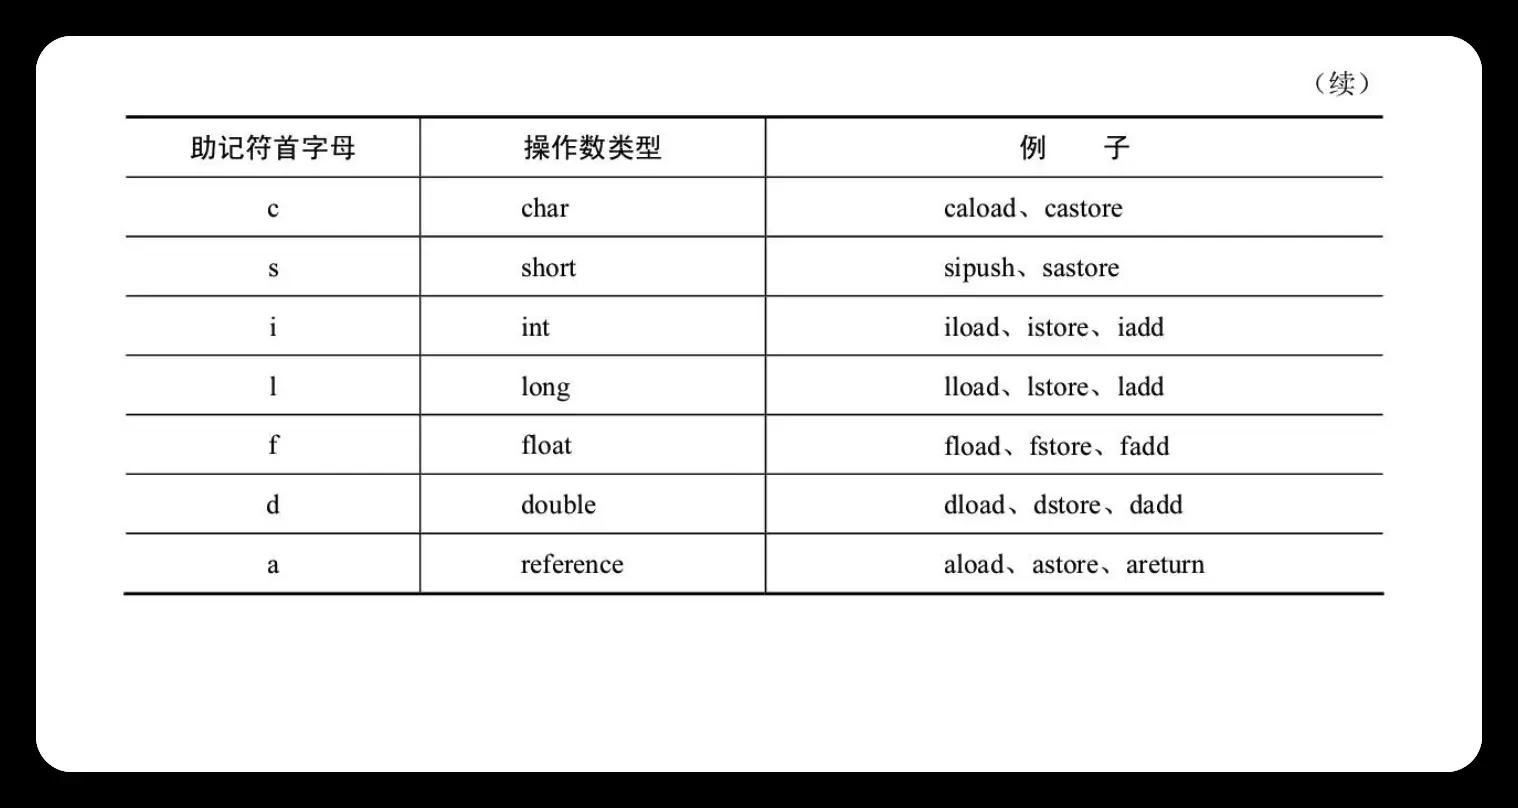 （续）
助记符首字母 操作数类型 例 子
c char caload、castore
s short sipush、sastore
i int iload、istore、iadd
l long lload、lstore、ladd
f float fload、fstore、fadd
d double dload、dstore、dadd
a reference aload、astore、areturn